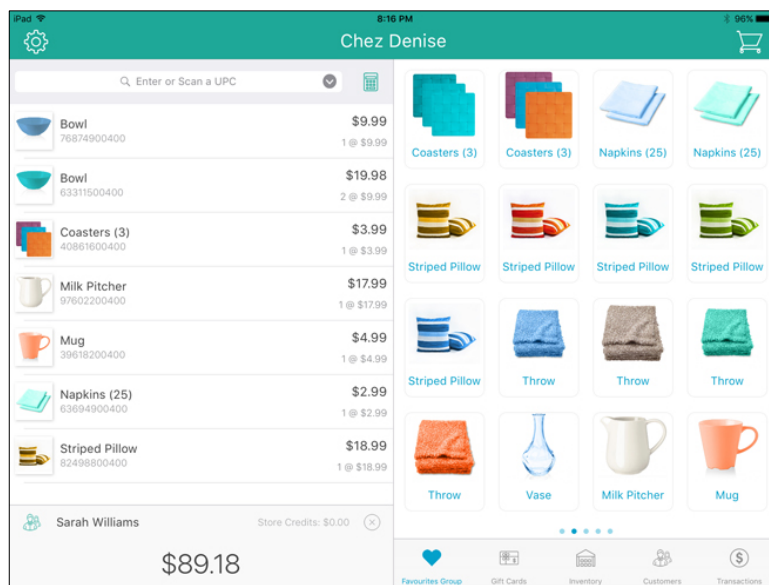 iPad 8:16 PM 96%
Chez Denise
Enter or Scan a UPC
Bowl $9.99
76874900400 1 @ $9.99
Bowl $19.98
63311500400 2 @ $9.99
Coasters (3) $3.99
40861600400 1 @ $3.99
Milk Pitcher $17.99
97602200400 1 @ $17.99
Mug $4.99
39618200400 1 @ $4.99
Napkins (25) $2.99
63694900400 1 @ $2.99
Striped Pillow $18.99
82498800400 1 @ $18.99
Sarah Williams Store Credits: $0.00
$89.18
Coasters (3) Coasters (3) Napkins (25) Napkins (25)
Striped Pillow Striped Pillow Striped Pillow Striped Pillow
Striped Pillow Throw Throw Throw
Throw Vase Milk Pitcher Mug
Favourites Group Gift Cards Inventory Customers Transactions